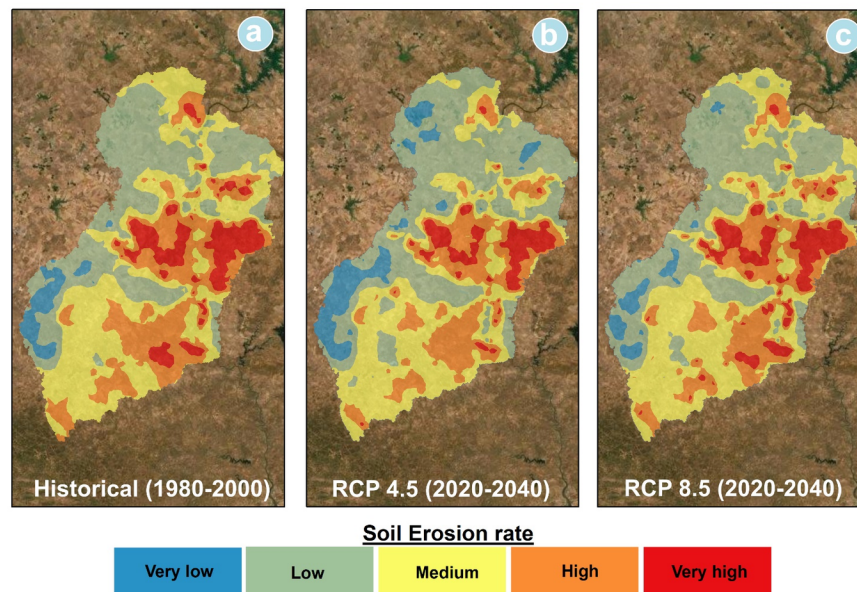 a
b
c
Historical (1980-2000)
RCP 4.5 (2020-2040)
RCP 8.5 (2020-2040)
Soil Erosion rate
Very low
Low
Medium
High
Very high